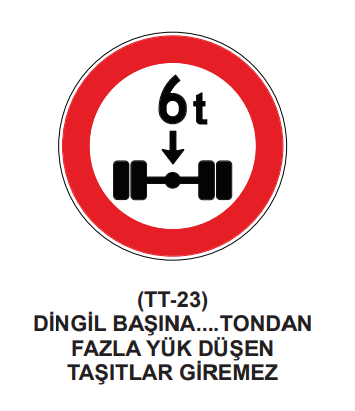 6t
(TT-23)
DİNGİL BAŞINA....TONDAN
FAZLA YÜK DÜŞEN
TAŞITLAR GİREMEZ